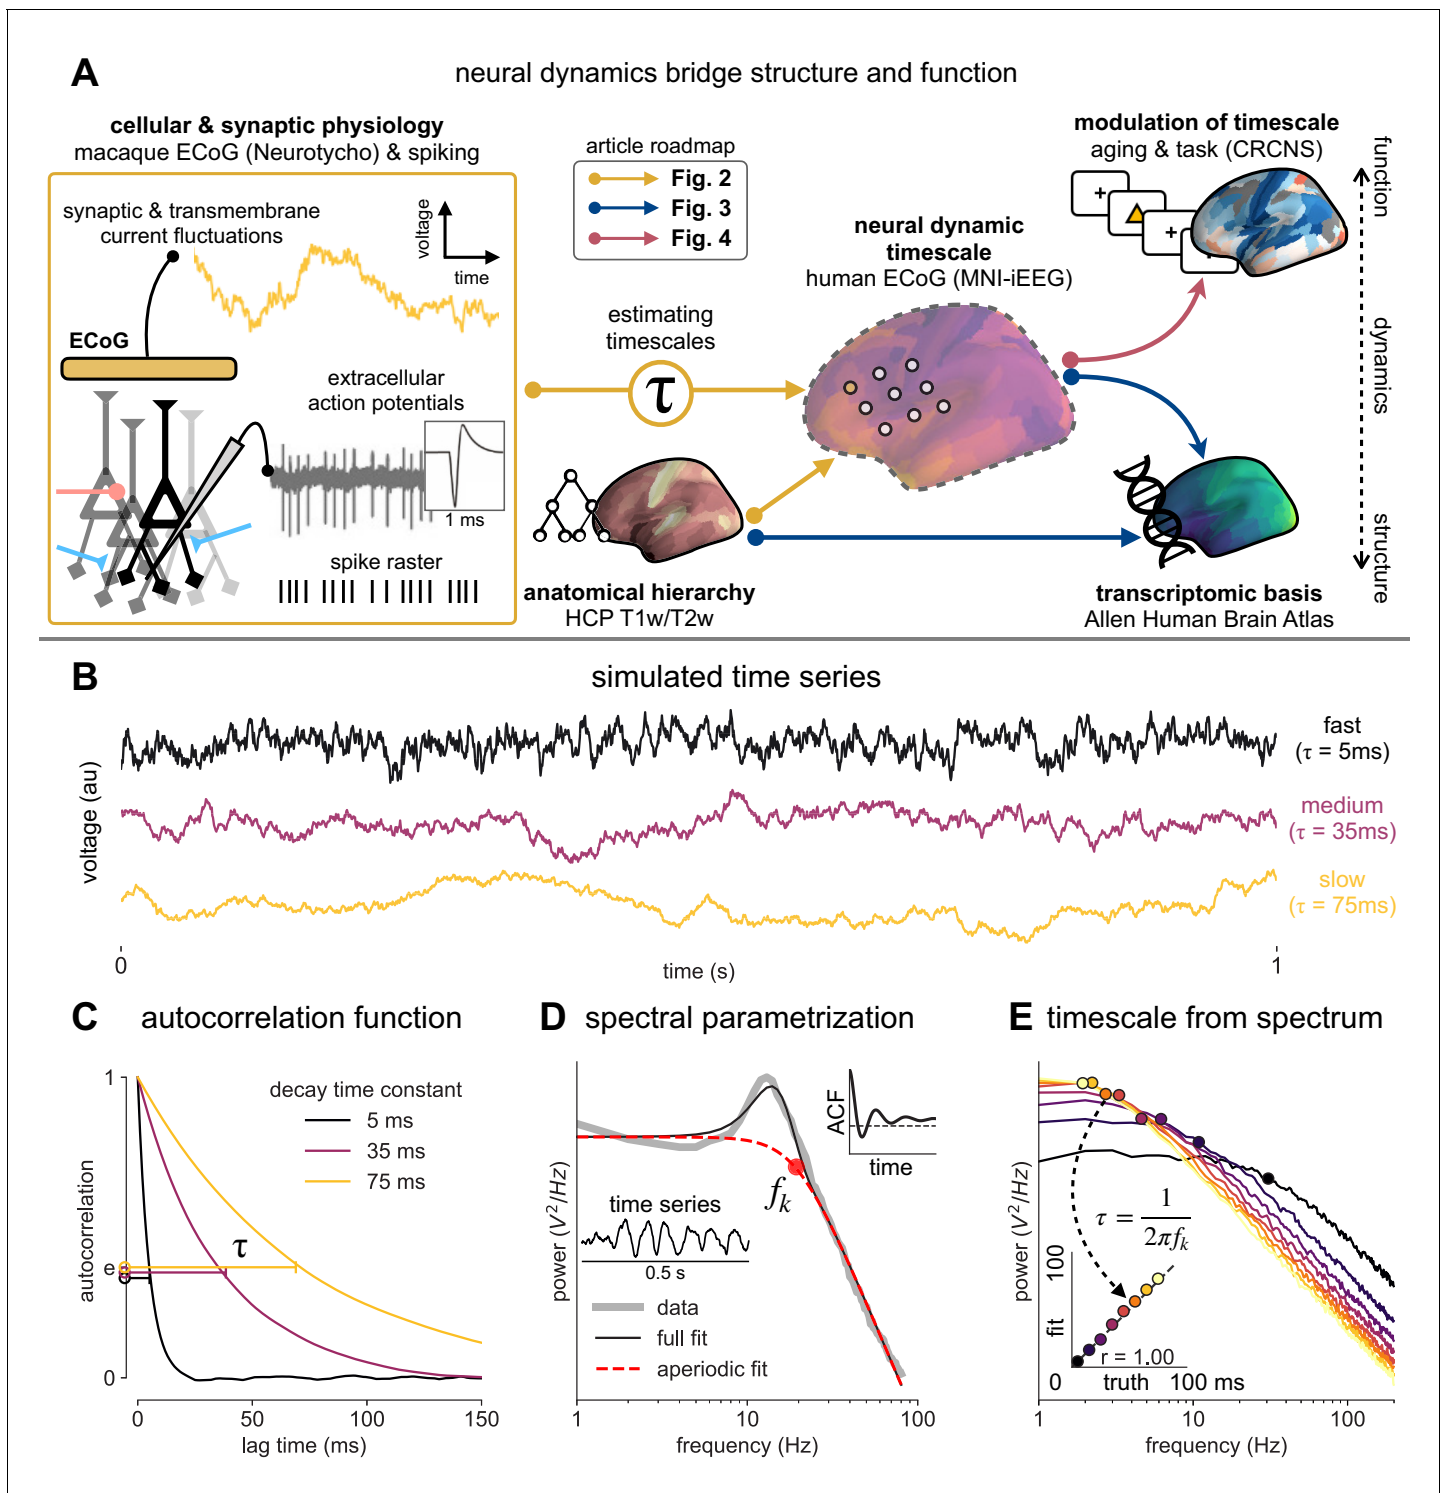 A
neural dynamics bridge structure and function
cellular & synaptic physiology
macaque ECoG (Neurotycho) & spiking
synaptic & transmembrane
current fluctuations
voltage
time
ECoG
extracellular
action potentials
1 ms
spike raster
article roadmap
Fig. 2
Fig. 3
Fig. 4
estimating
timescales
τ
neural dynamic
timescale
human ECoG (MNI-iEEG)
anatomical hierarchy
HCP T1w/T2w
modulation of timescale
aging & task (CRCNS)
transcriptomic basis
Allen Human Brain Atlas
function
dynamics
structure
B
simulated time series
voltage (au)
fast
(τ = 5ms)
medium
(τ = 35ms)
slow
(τ = 75ms)
0
time (s)
1
C
autocorrelation function
decay time constant
5 ms
35 ms
75 ms
autocorrelation
1
e
0
τ
0 50 100 150
lag time (ms)
D
spectral parametrization
power (V²/Hz)
ACF
time
f_k
time series
0.5 s
data
full fit
aperiodic fit
1 10 100
frequency (Hz)
E
timescale from spectrum
power (V²/Hz)
τ = 1/(2πf_k)
fit
100
r = 1.00
0
truth
100 ms
1 10 100
frequency (Hz)